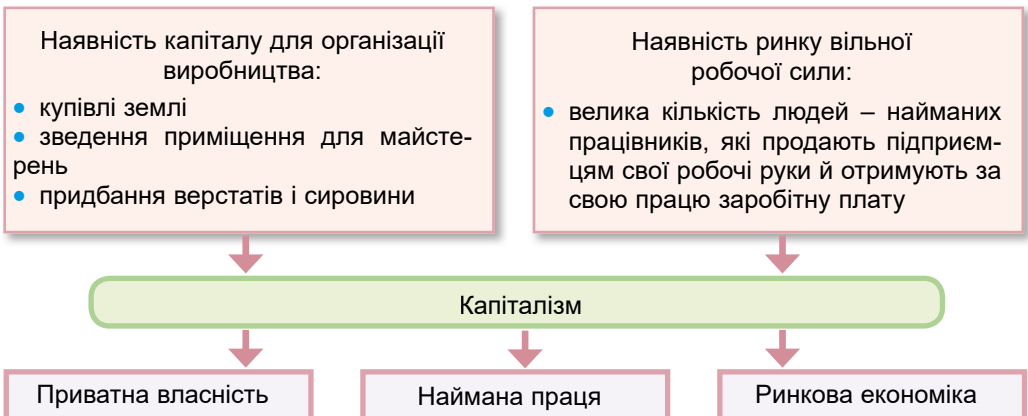 Наявність капіталу для організації
виробництва:
• купівлі землі
• зведення приміщення для майсте-
рень
• придбання верстатів і сировини
Наявність ринку вільної
робочої сили:
• велика кількість людей – найманих
працівників, які продають підприєм-
цям свої робочі руки й отримують за
свою працю заробітну плату
Капіталізм
Приватна власність
Наймана праця
Ринкова економіка